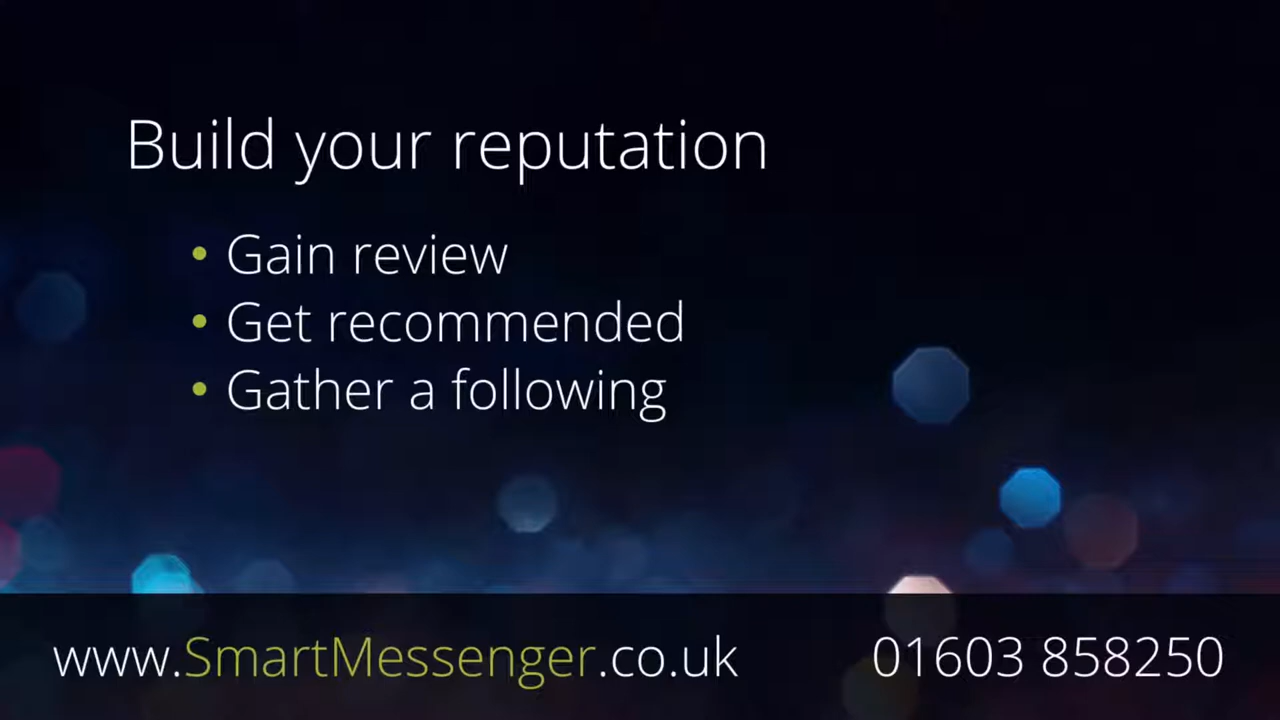 Build your reputation
• Gain review
• Get recommended
• Gather a following
www.SmartMessenger.co.uk 01603 858250